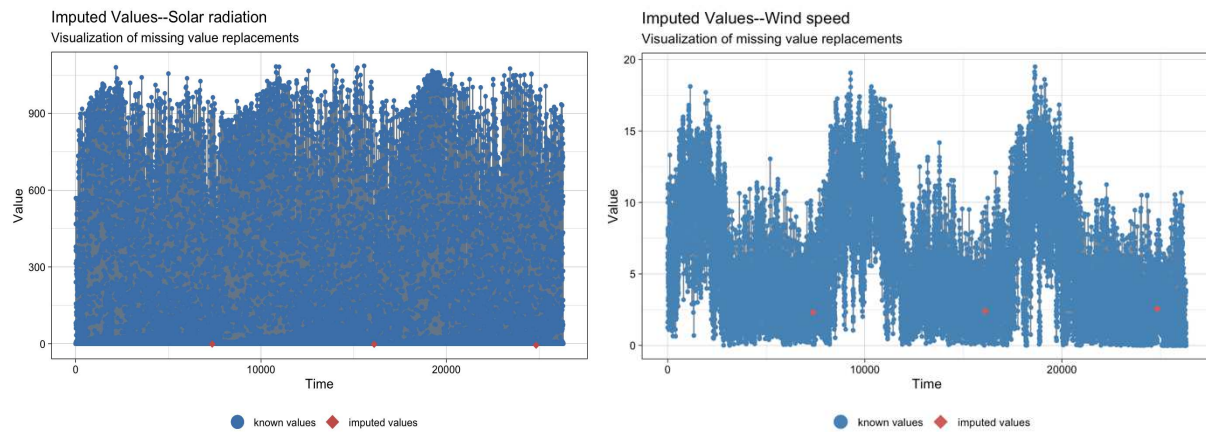 Imputed Values--Solar radiation
Visualization of missing value replacements
Value
900
600
300
0
0
10000
20000
Time
known values
imputed values
Imputed Values--Wind speed
Visualization of missing value replacements
Value
20
15
10
5
0
0
10000
20000
Time
known values
imputed values